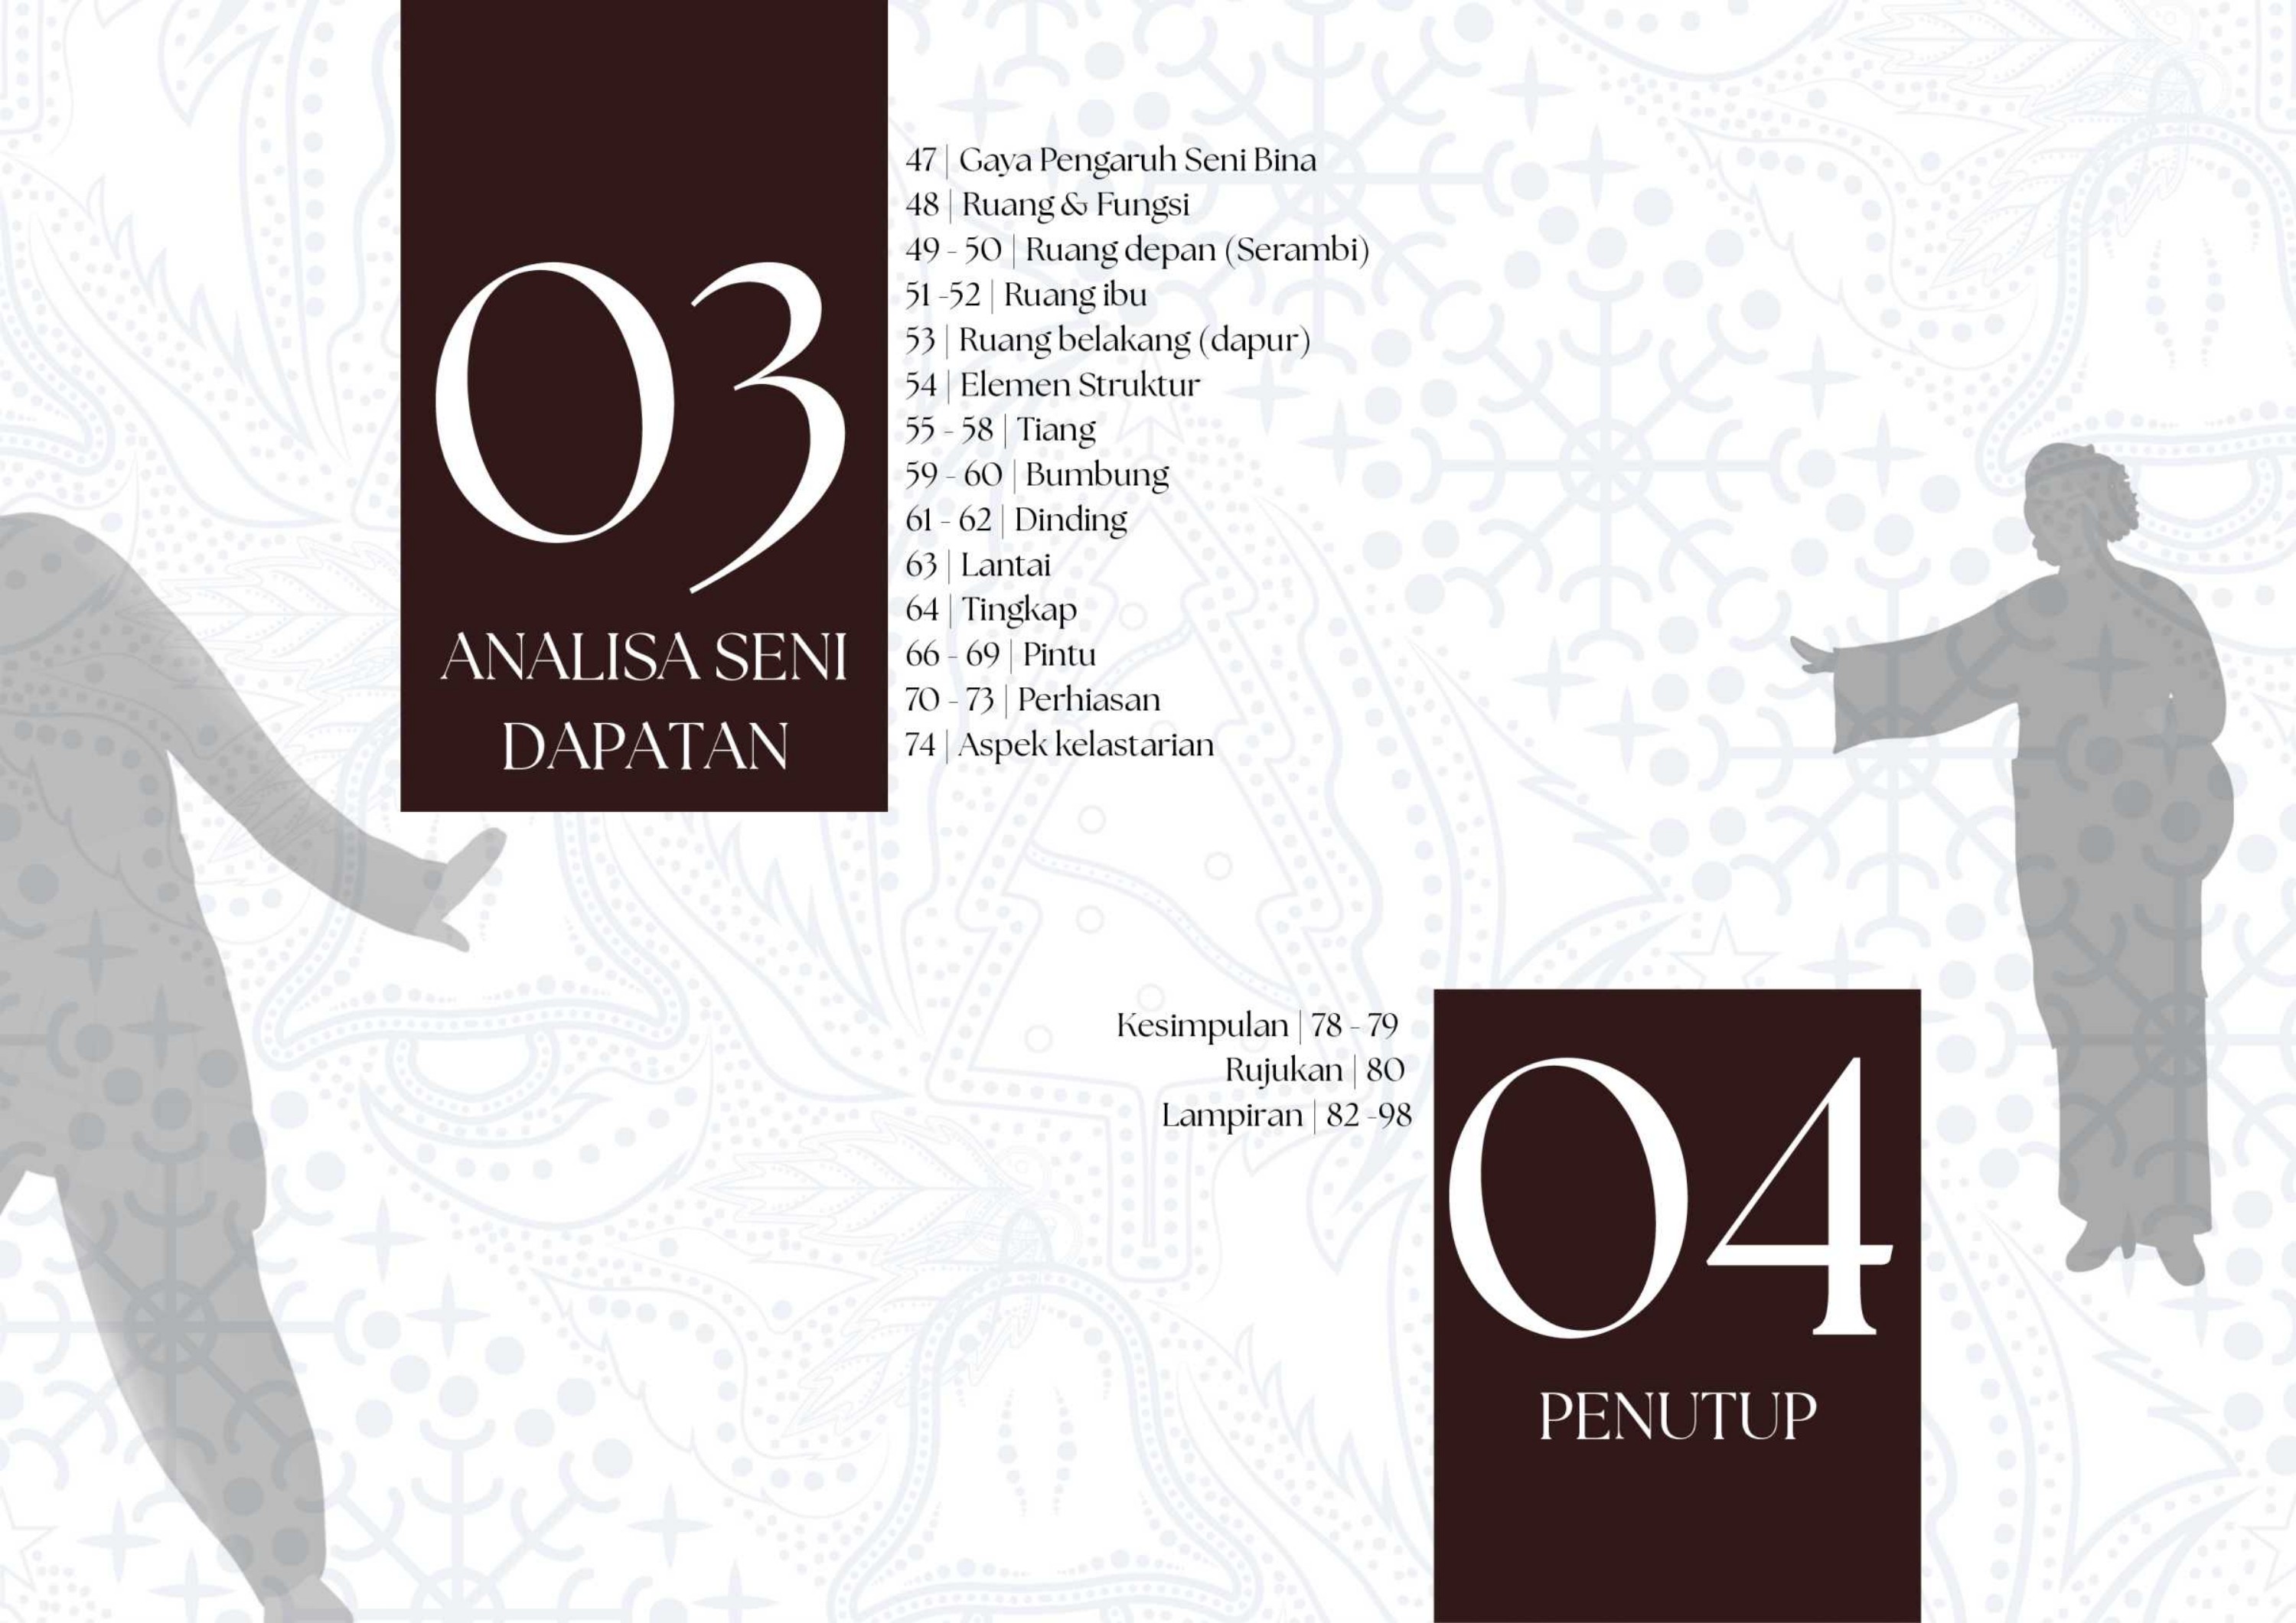 03
ANALISA SENI
DAPATAN
47 | Gaya Pengaruh Seni Bina
48 | Ruang & Fungsi
49 - 50 | Ruang depan (Serambi)
51 -52 | Ruang ibu
53 | Ruang belakang (dapur)
54 | Elemen Struktur
55 - 58 | Tiang
59 - 60 | Bumbung
61 - 62 | Dinding
63 | Lantai
64 | Tingkap
66 - 69 | Pintu
70 - 73 | Perhiasan
74 | Aspek kelastarian
Kesimpulan | 78 - 79
Rujukan | 80
Lampiran | 82 -98
04
PENUTUP